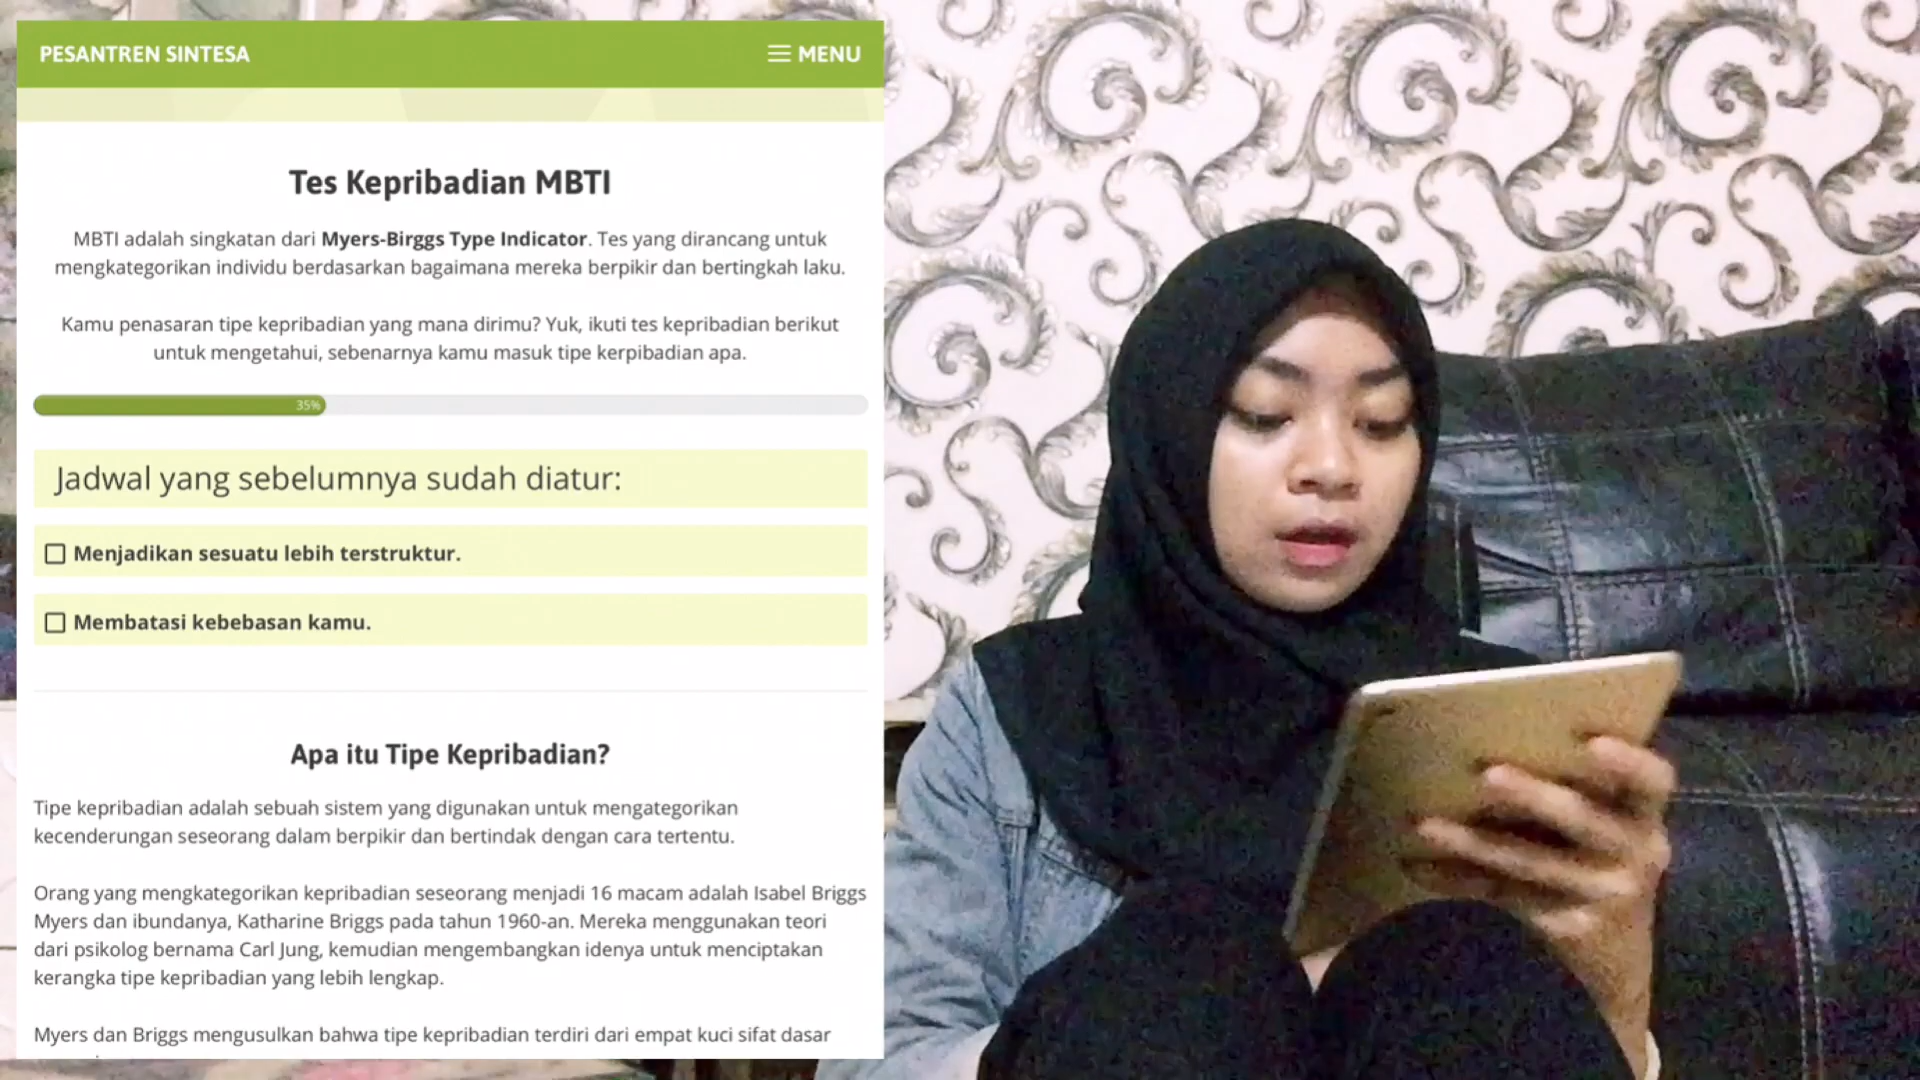 PESANTREN SINTESA
MENU
Tes Kepribadian MBTI
MBTI adalah singkatan dari Myers-Birggs Type Indicator. Tes yang dirancang untuk
mengkategorikan individu berdasarkan bagaimana mereka berpikir dan bertingkah laku.
Kamu penasaran tipe kepribadian yang mana dirimu? Yuk, ikuti tes kepribadian berikut
untuk mengetahui, sebenarnya kamu masuk tipe kerpibadian apa.
35%
Jadwal yang sebelumnya sudah diatur:
Menjadikan sesuatu lebih terstruktur.
Membatasi kebebasan kamu.
Apa itu Tipe Kepribadian?
Tipe kepribadian adalah sebuah sistem yang digunakan untuk mengategorikan
kecenderungan seseorang dalam berpikir dan bertindak dengan cara tertentu.
Orang yang mengkategorikan kepribadian seseorang menjadi 16 macam adalah Isabel Briggs
Myers dan ibundanya, Katharine Briggs pada tahun 1960-an. Mereka menggunakan teori
dari psikolog bernama Carl Jung, kemudian mengembangkan idenya untuk menciptakan
kerangka tipe kepribadian yang lebih lengkap.
Myers dan Briggs mengusulkan bahwa tipe kepribadian terdiri dari empat kuci sifat dasar